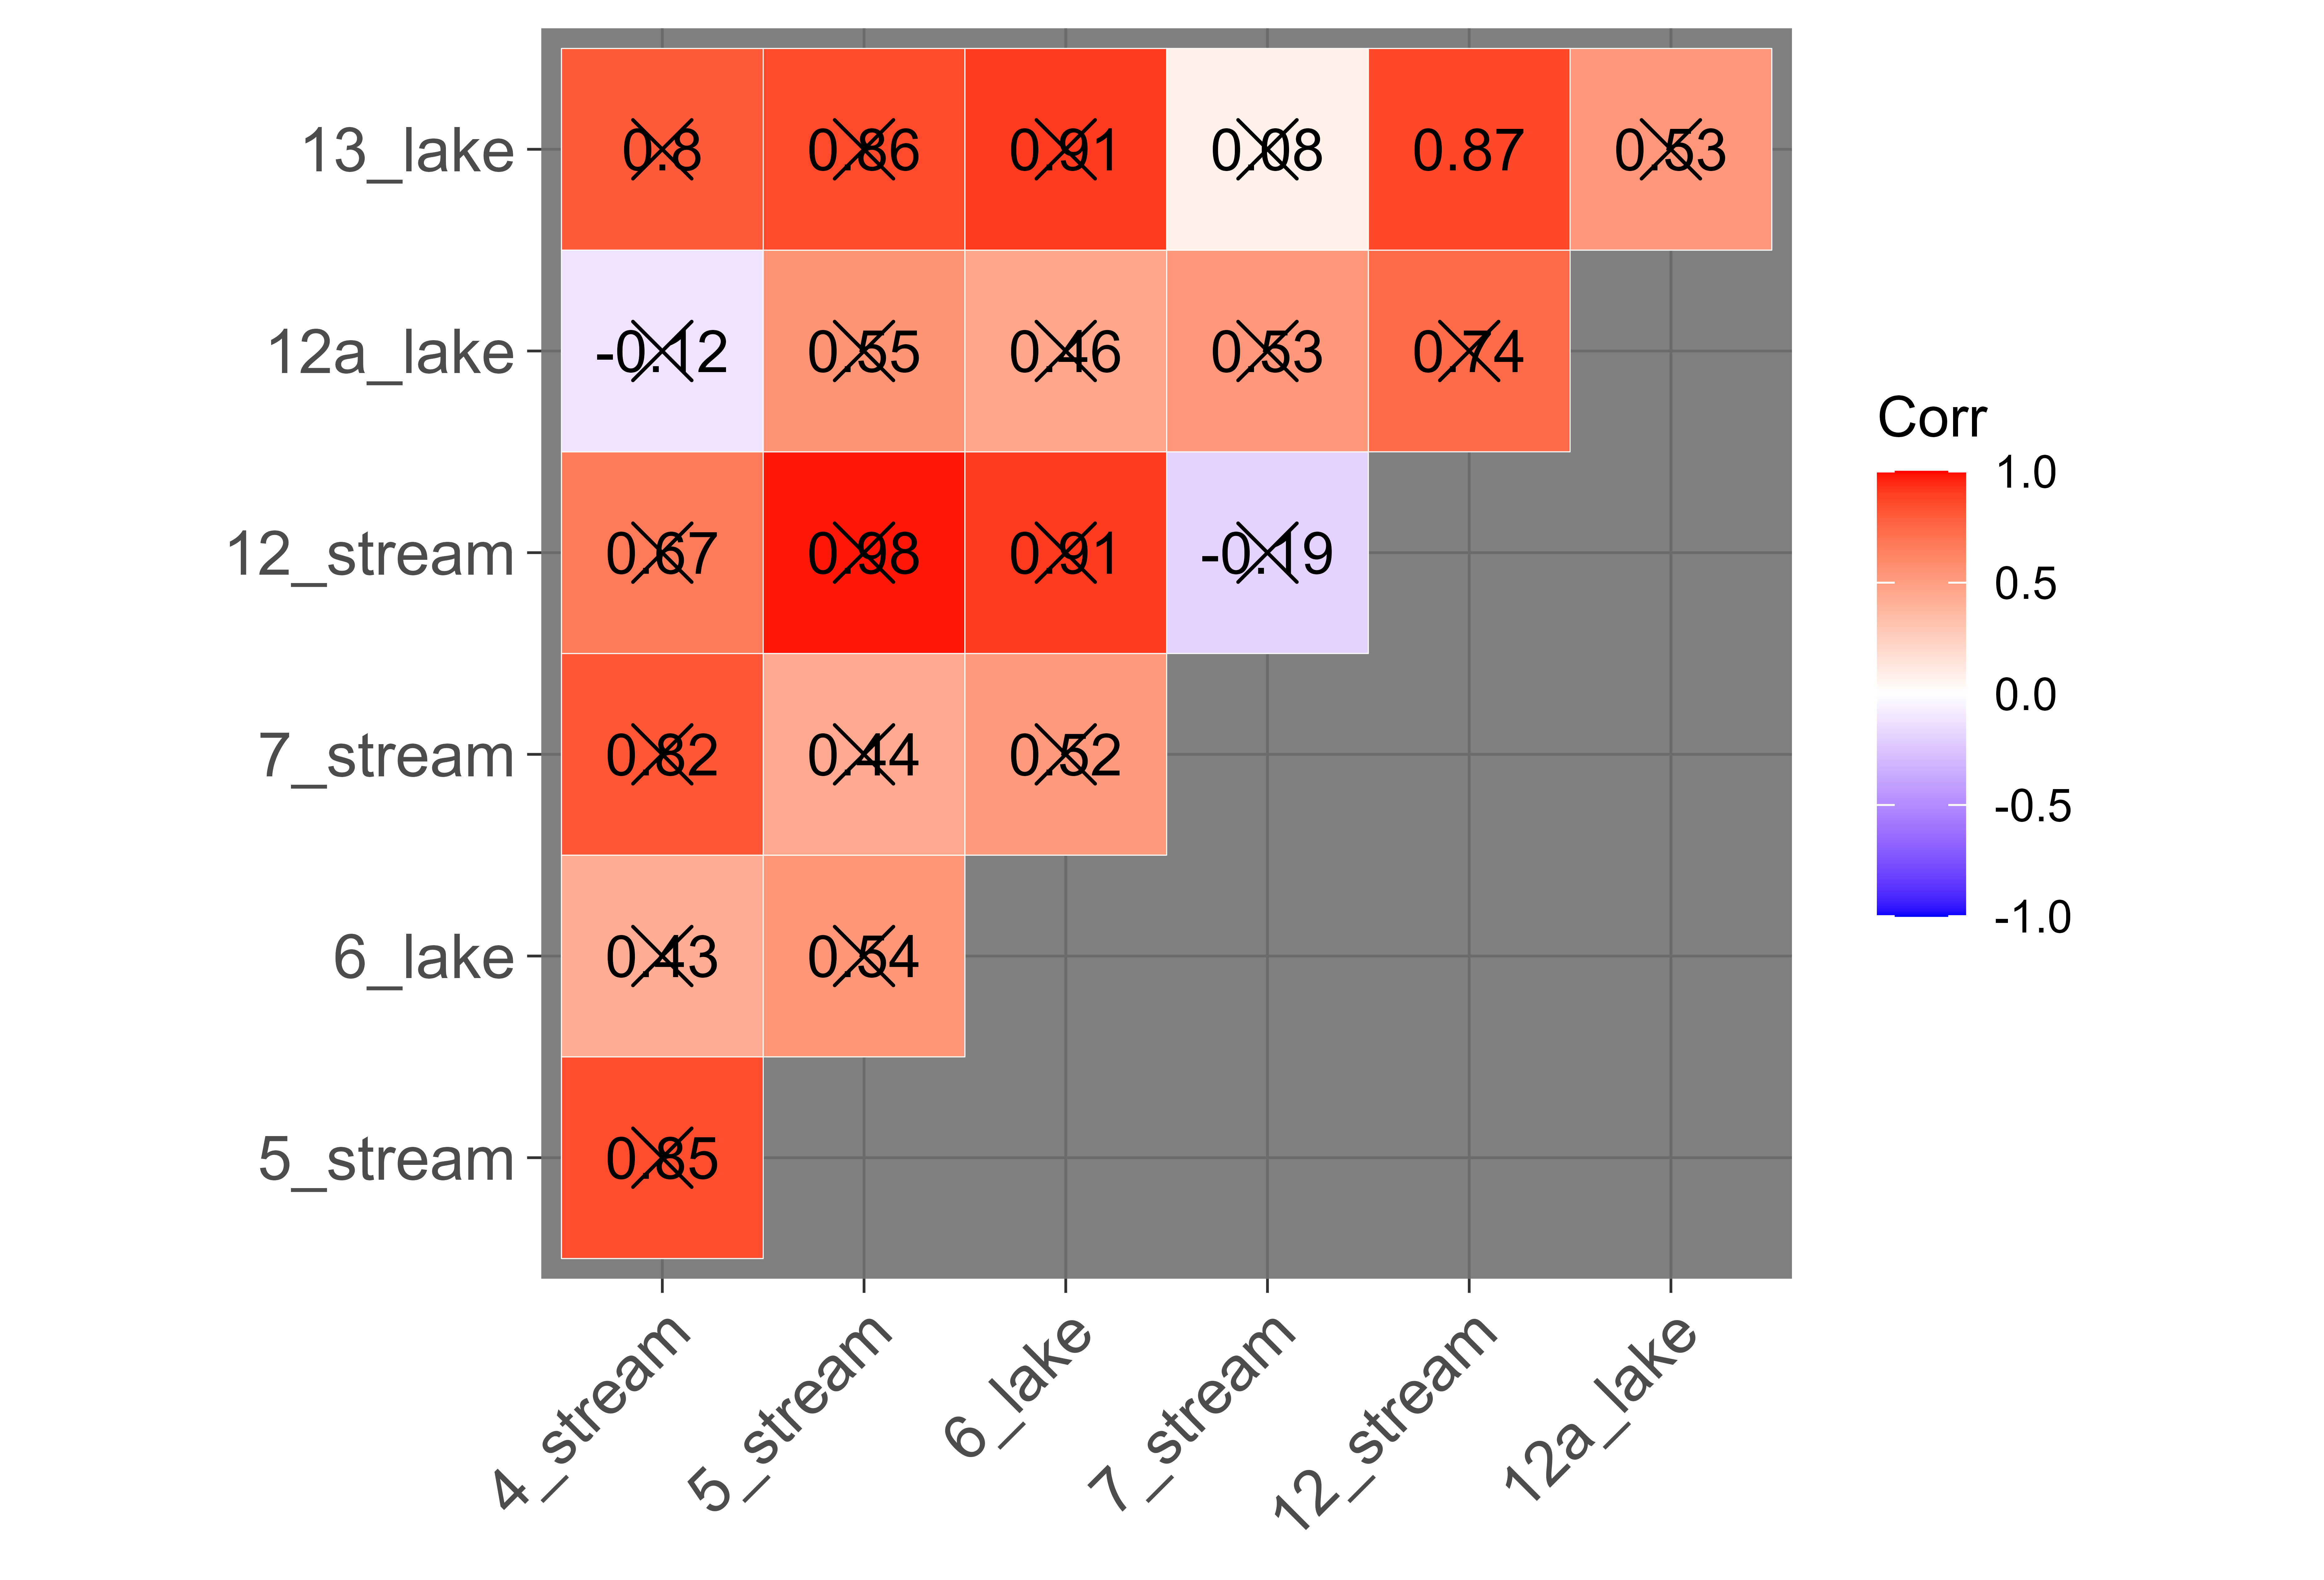 13_lake 0.8 0.86 0.91 0.08 0.87 0.53
12a_lake -0.12 0.55 0.46 0.53 0.74
12_stream 0.67 0.98 0.91 -0.19
7_stream 0.82 0.44 0.52
6_lake 0.43 0.54
5_stream 0.85
4_stream 5_stream 6_lake 7_stream 12_stream 12a_lake
Corr
1.0
0.5
0.0
-0.5
-1.0